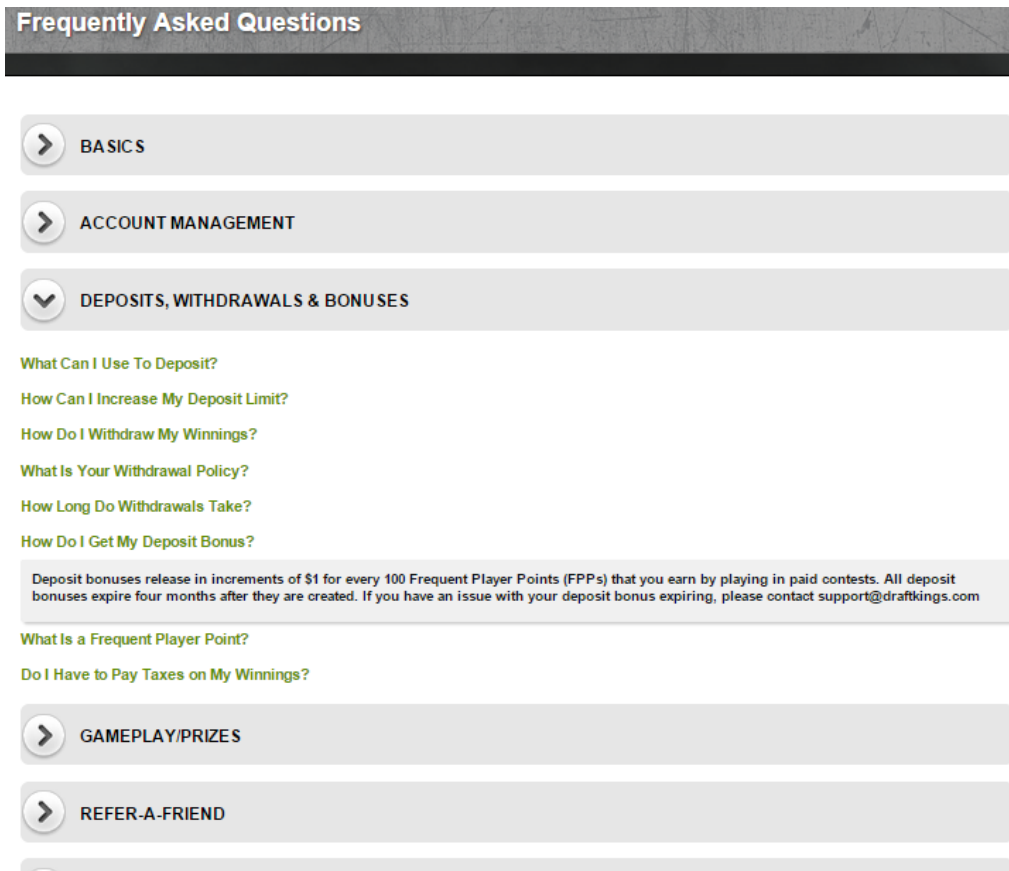 Frequently Asked Questions
BASICS
ACCOUNT MANAGEMENT
DEPOSITS, WITHDRAWALS & BONUSES
What Can I Use To Deposit?
How Can I Increase My Deposit Limit?
How Do I Withdraw My Winnings?
What Is Your Withdrawal Policy?
How Long Do Withdrawals Take?
How Do I Get My Deposit Bonus?
Deposit bonuses release in increments of $1 for every 100 Frequent Player Points (FPPs) that you earn by playing in paid contests. All deposit
bonuses expire four months after they are created. If you have an issue with your deposit bonus expiring, please contact support@draftkings.com
What Is a Frequent Player Point?
Do I Have to Pay Taxes on My Winnings?
GAMEPLAY/PRIZES
REFER-A-FRIEND